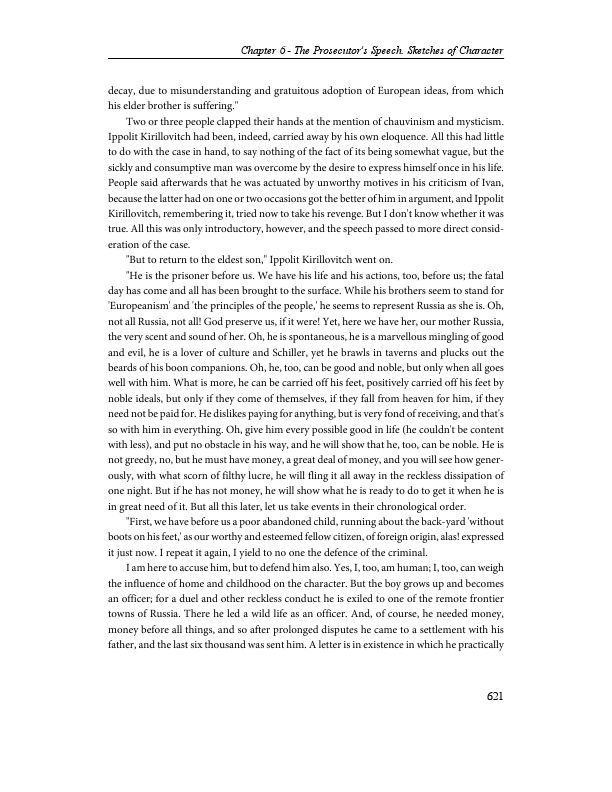 Chapter 6 - The Prosecutor's Speech. Sketches of Character
decay, due to misunderstanding and gratuitous adoption of European ideas, from which
his elder brother is suffering."
Two or three people clapped their hands at the mention of chauvinism and mysticism.
Ippolit Kirillovitch had been, indeed, carried away by his own eloquence. All this had little
to do with the case in hand, to say nothing of the fact of its being somewhat vague, but the
sickly and consumptive man was overcome by the desire to express himself once in his life.
People said afterwards that he was actuated by unworthy motives in his criticism of Ivan,
because the latter had on one or two occasions got the better of him in argument, and Ippolit
Kirillovitch, remembering it, tried now to take his revenge. But I don't know whether it was
true. All this was only introductory, however, and the speech passed to more direct consid-
eration of the case.
"But to return to the eldest son," Ippolit Kirillovitch went on.
"He is the prisoner before us. We have his life and his actions, too, before us; the fatal
day has come and all has been brought to the surface. While his brothers seem to stand for
'Europeanism' and 'the principles of the people,' he seems to represent Russia as she is. Oh,
not all Russia, not all! God preserve us, if it were! Yet, here we have her, our mother Russia,
the very scent and sound of her. Oh, he is spontaneous, he is a marvellous mingling of good
and evil, he is a lover of culture and Schiller, yet he brawls in taverns and plucks out the
beards of his boon companions. Oh, he, too, can be good and noble, but only when all goes
well with him. What is more, he can be carried off his feet, positively carried off his feet by
noble ideals, but only if they come of themselves, if they fall from heaven for him, if they
need not be paid for. He dislikes paying for anything, but is very fond of receiving, and that's
so with him in everything. Oh, give him every possible good in life (he couldn't be content
with less), and put no obstacle in his way, and he will show that he, too, can be noble. He is
not greedy, no, but he must have money, a great deal of money, and you will see how gener-
ously, with what scorn of filthy lucre, he will fling it all away in the reckless dissipation of
one night. But if he has not money, he will show what he is ready to do to get it when he is
in great need of it. But all this later, let us take events in their chronological order.
"First, we have before us a poor abandoned child, running about the back-yard 'without
boots on his feet,' as our worthy and esteemed fellow citizen, of foreign origin, alas! expressed
it just now. I repeat it again, I yield to no one the defence of the criminal.
I am here to accuse him, but to defend him also. Yes, I, too, am human; I, too, can weigh
the influence of home and childhood on the character. But the boy grows up and becomes
an officer; for a duel and other reckless conduct he is exiled to one of the remote frontier
towns of Russia. There he led a wild life as an officer. And, of course, he needed money,
money before all things, and so after prolonged disputes he came to a settlement with his
father, and the last six thousand was sent him. A letter is in existence in which he practically
621